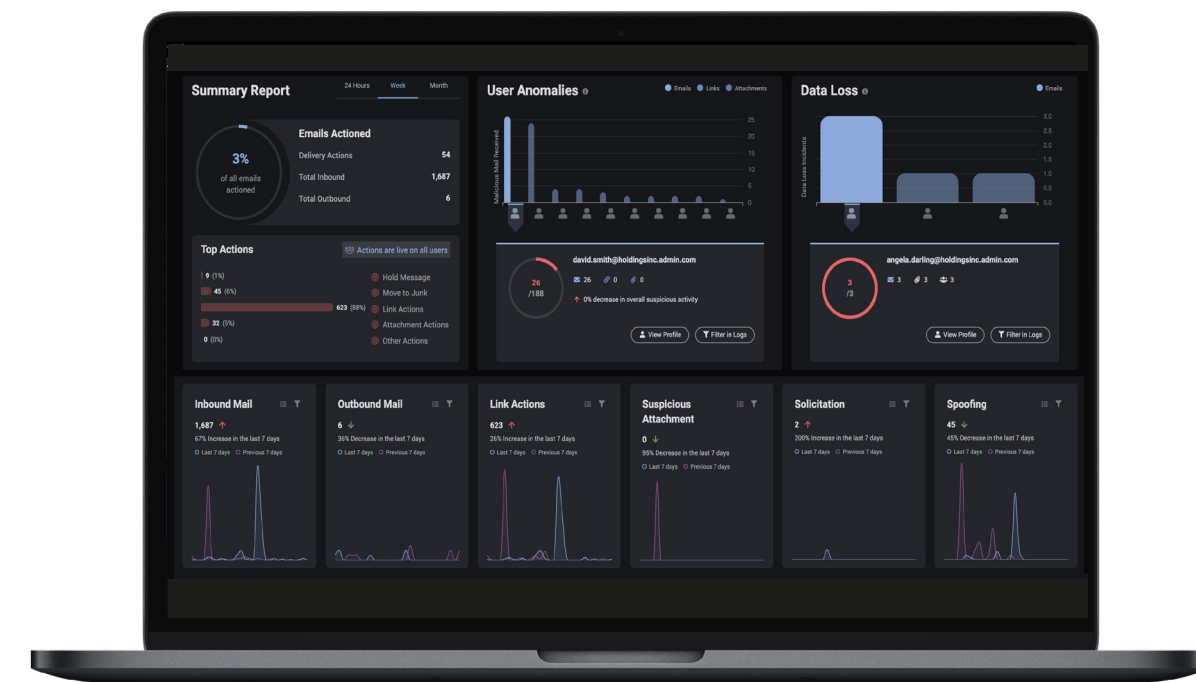 Summary Report
24 Hours
Week
Month
3%
of all emails
actioned
Emails Actioned
Delivery Actions 54
Total Inbound 1,687
Total Outbound 6
Top Actions
Actions are live on all users
9 (1%) Hold Message
45 (6%) Move to Junk
623 (88%) Link Actions
32 (5%) Attachment Actions
0 (0%) Other Actions
User Anomalies
Emails
Links
Attachments
Malicious Mail Received
25
20
15
10
5
0
26
/188
david.smith@holdingsinc.admin.com
26 0 0
0% decrease in overall suspicious activity
View Profile
Filter in Logs
Data Loss
Emails
Data Loss Incidents
3.0
2.5
2.0
1.5
1.0
0.5
0.0
3
/3
angela.darling@holdingsinc.admin.com
3 3 3
View Profile
Filter in Logs
Inbound Mail
1,687
67% Increase in the last 7 days
Last 7 days Previous 7 days
Outbound Mail
6
36% Decrease in the last 7 days
Last 7 days Previous 7 days
Link Actions
623
26% Increase in the last 7 days
Last 7 days Previous 7 days
Suspicious
Attachment
0
95% Decrease in the last 7 days
Last 7 days Previous 7 days
Solicitation
2
200% Increase in the last 7 days
Last 7 days Previous 7 days
Spoofing
45
45% Decrease in the last 7 days
Last 7 days Previous 7 days